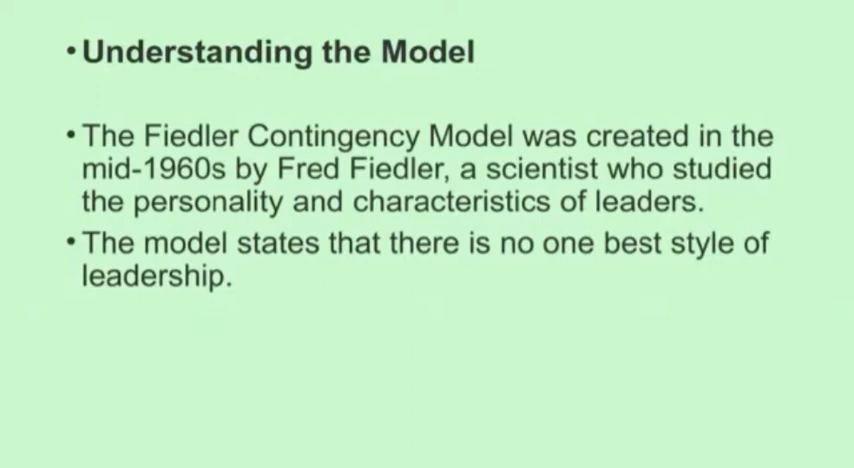 • Understanding the Model
• The Fiedler Contingency Model was created in the
mid-1960s by Fred Fiedler, a scientist who studied
the personality and characteristics of leaders.
• The model states that there is no one best style of
leadership.